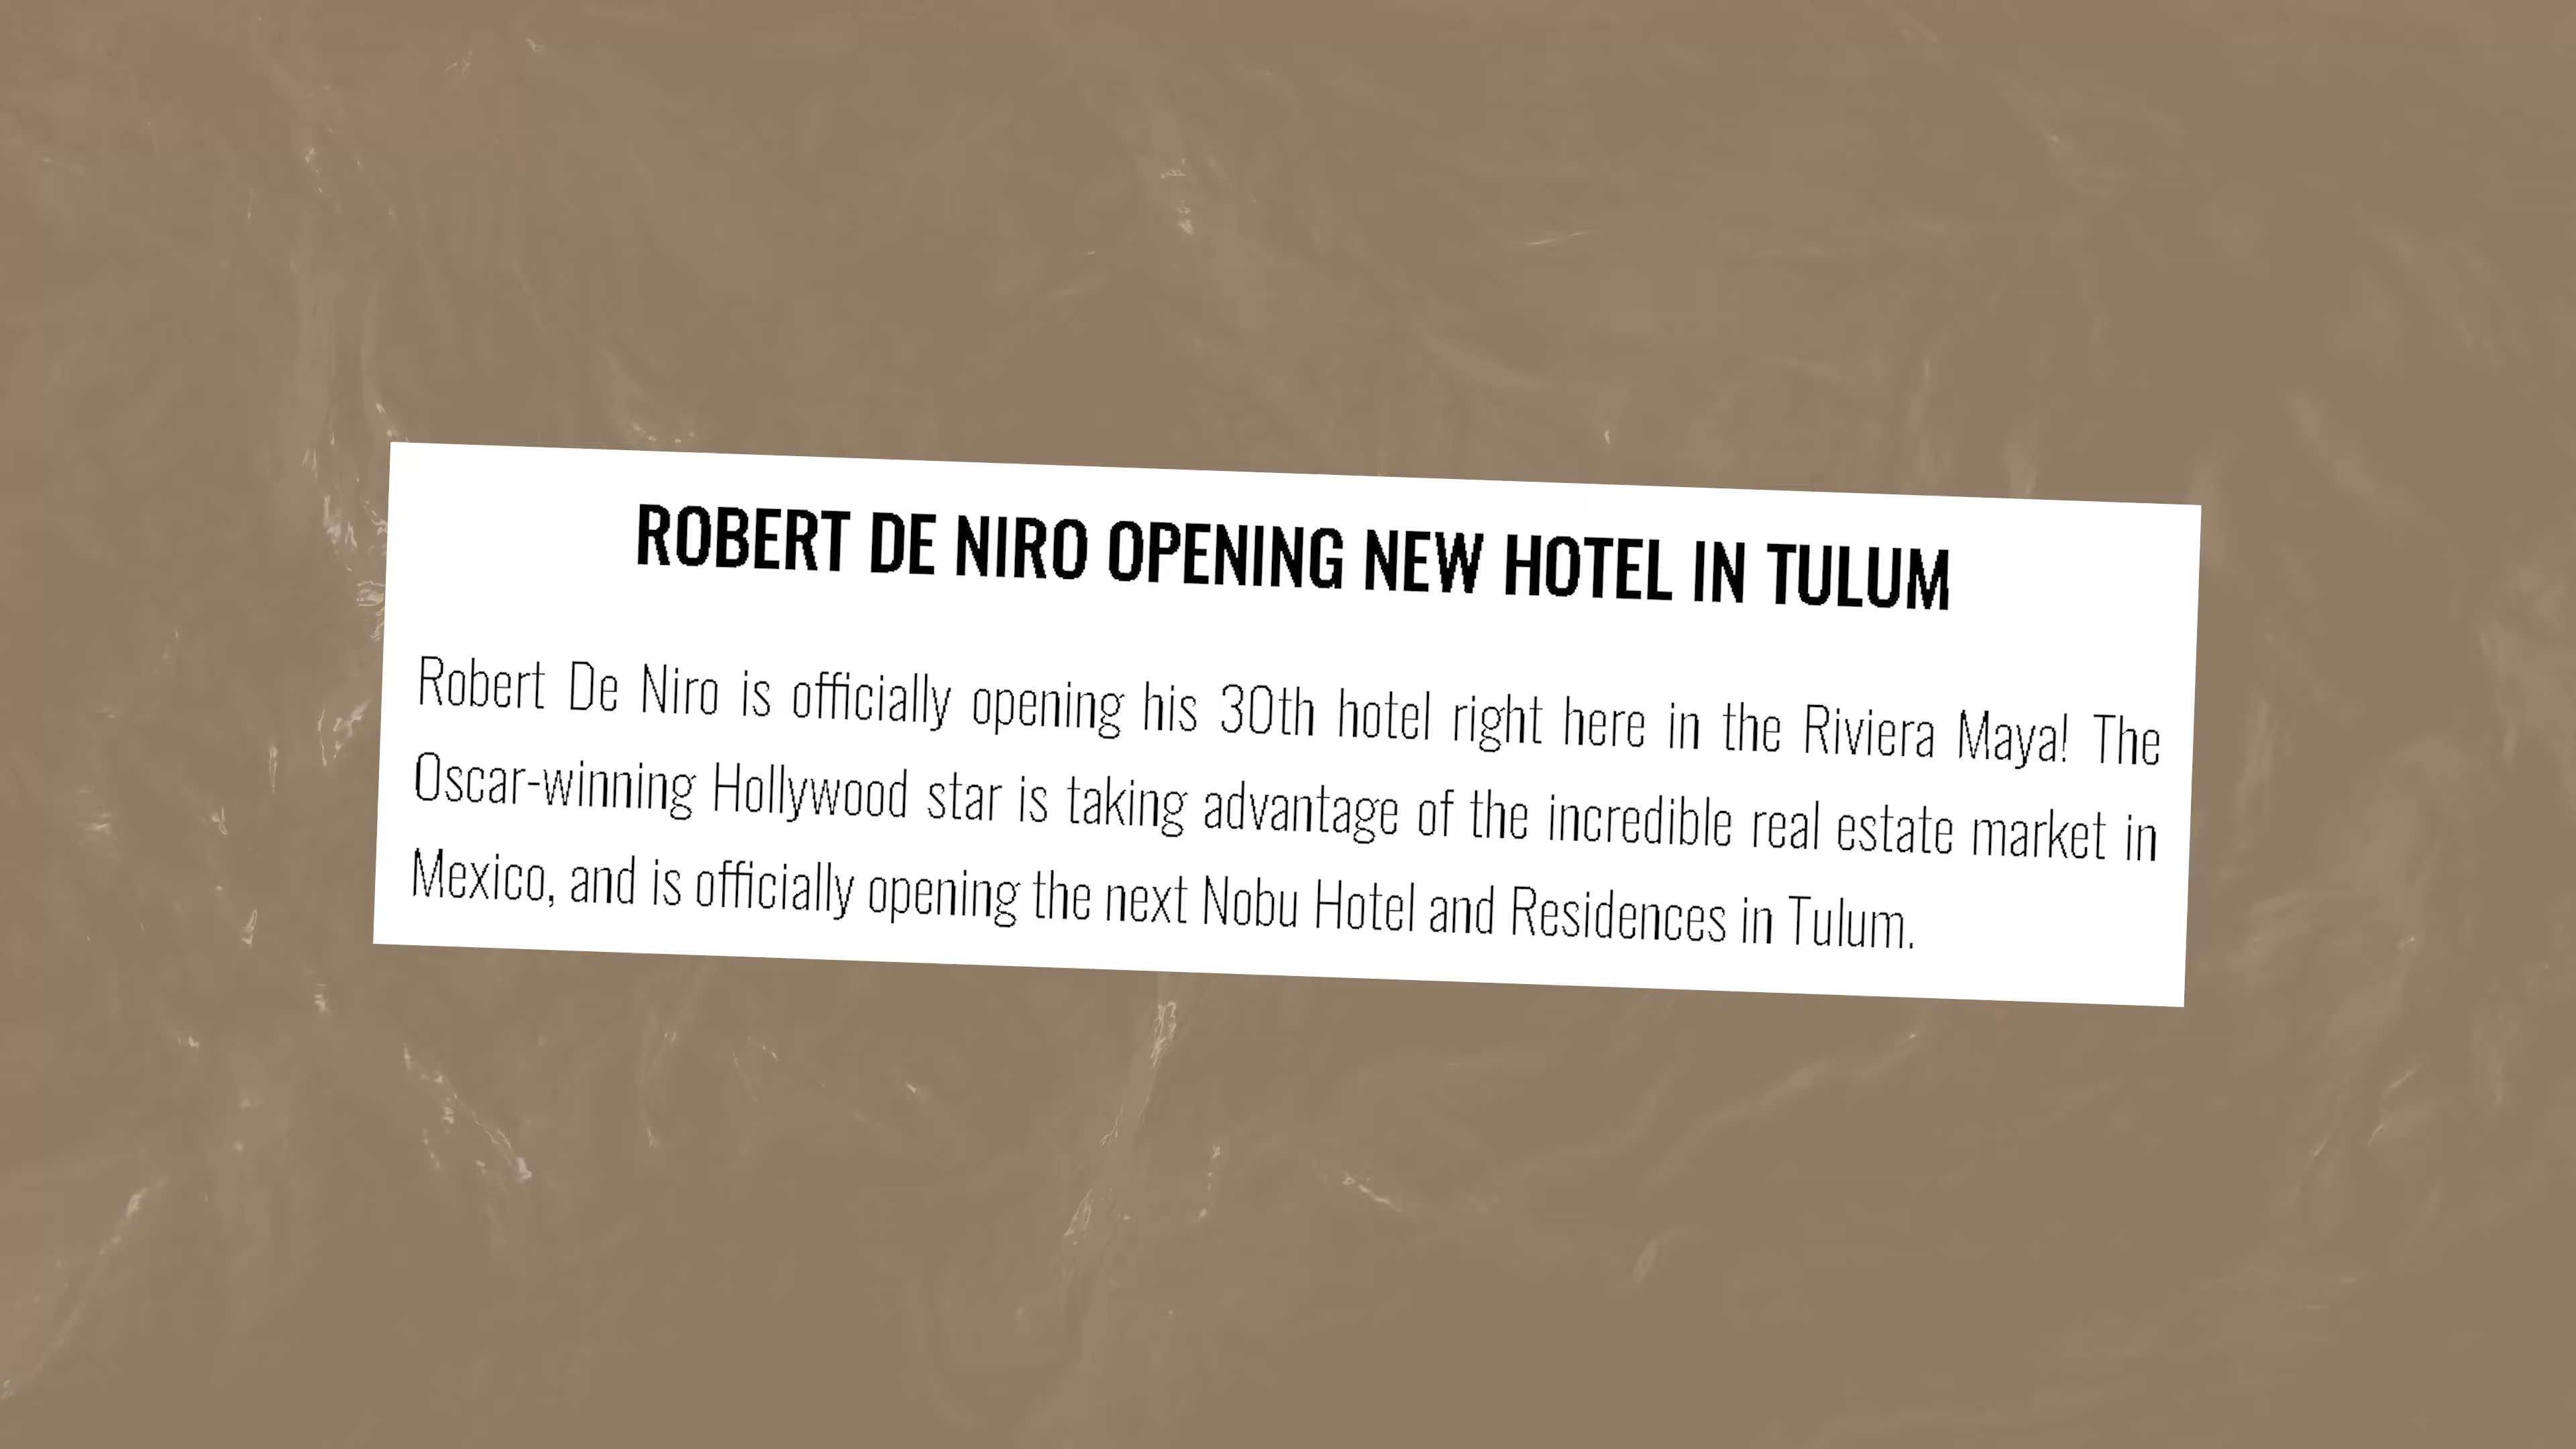 ROBERT DE NIRO OPENING NEW HOTEL IN TULUM
Robert De Niro is officially opening his 30th hotel right here in the Riviera Maya! The
Oscar-winning Hollywood star is taking advantage of the incredible real estate market in
Mexico, and is officially opening the next Nobu Hotel and Residences in Tulum.